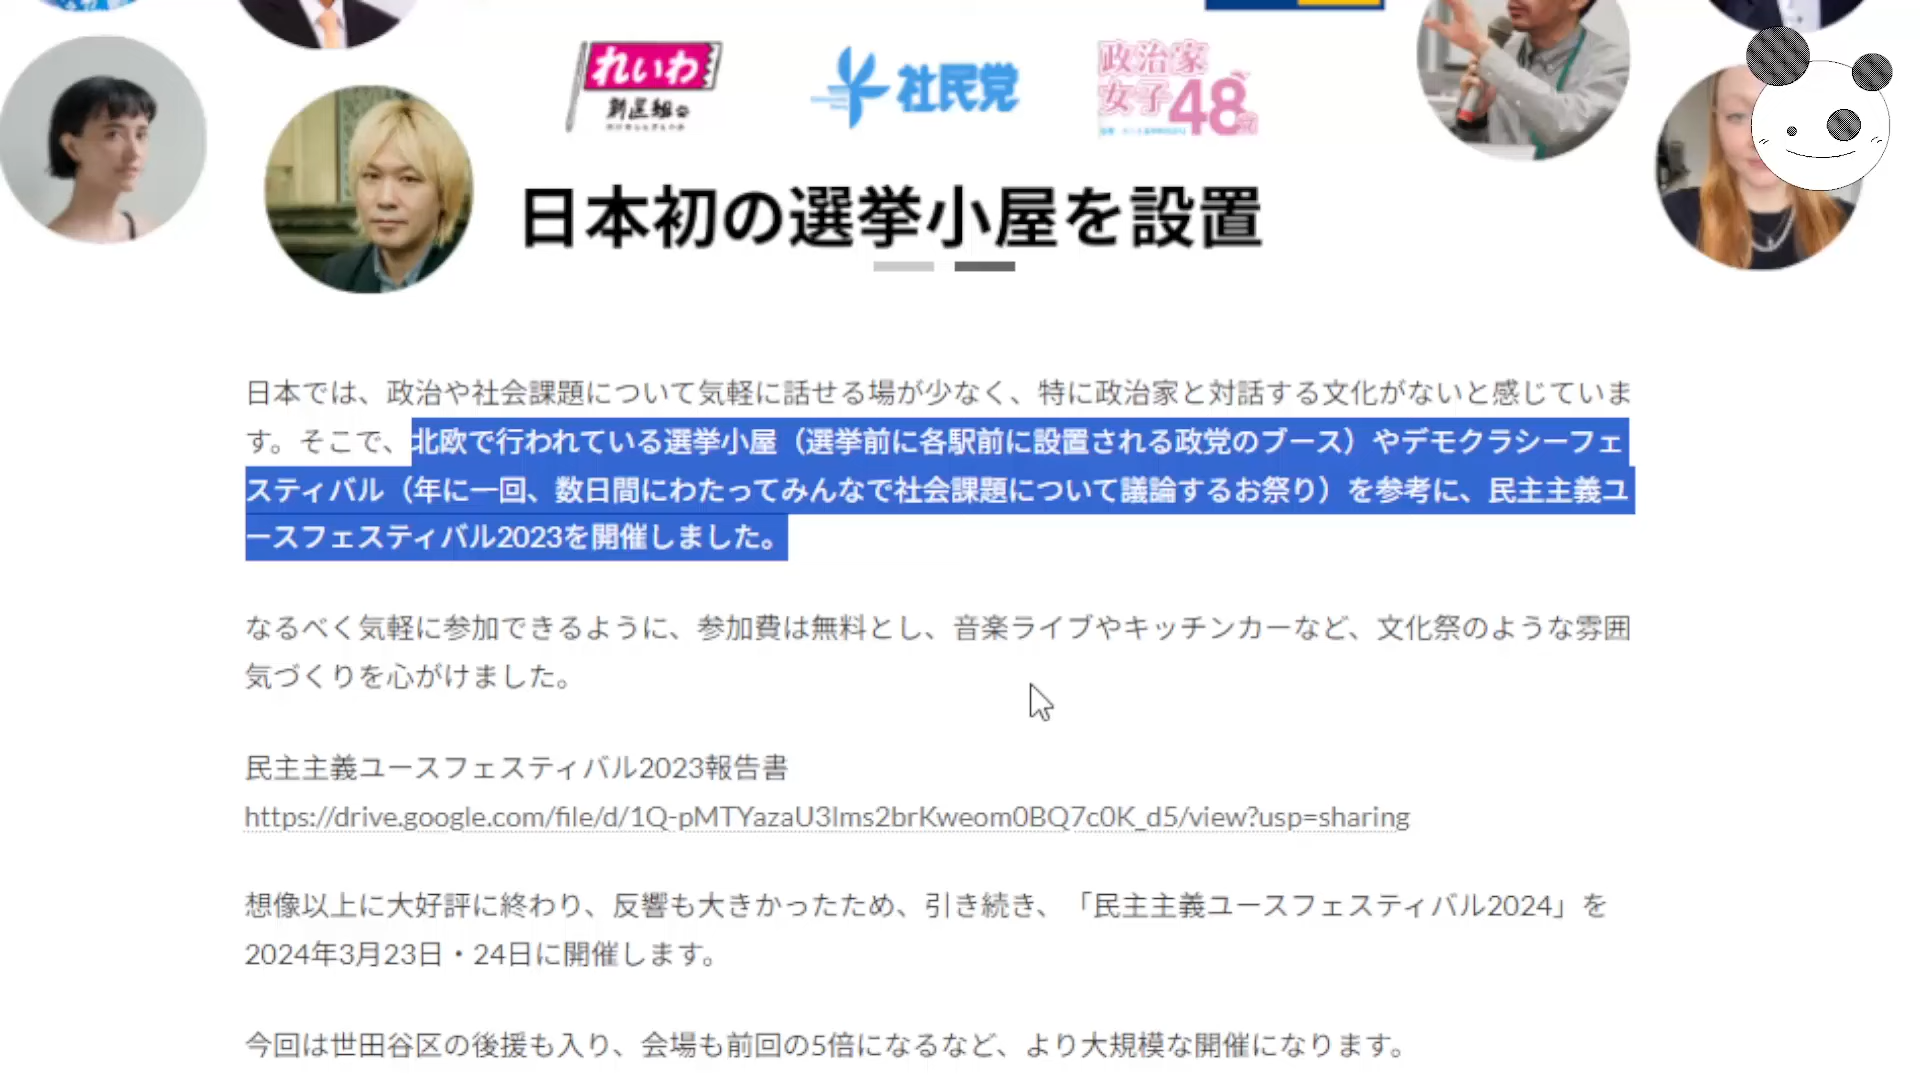 れいわ
新選組
社民党
政治家
女子48党
日本初の選挙小屋を設置
日本では、政治や社会課題について気軽に話せる場が少なく、特に政治家と対話する文化がないと感じていま
す。そこで、北欧で行われている選挙小屋（選挙前に各駅前に設置される政党のブース）やデモクラシーフェ
スティバル（年に一回、数日間にわたってみんなで社会課題について議論するお祭り）を参考に、民主主義ユ
ースフェスティバル2023を開催しました。
なるべく気軽に参加できるように、参加費は無料とし、音楽ライブやキッチンカーなど、文化祭のような雰囲
気づくりを心がけました。
民主主義ユースフェスティバル2023報告書
https://drive.google.com/file/d/1Q-pMTYazaU3lms2brKweom0BQ7c0K_d5/view?usp=sharing
想像以上に大好評に終わり、反響も大きかったため、引き続き、「民主主義ユースフェスティバル2024」を
2024年3月23日・24日に開催します。
今回は世田谷区の後援も入り、会場も前回の5倍になるなど、より大規模な開催になります。